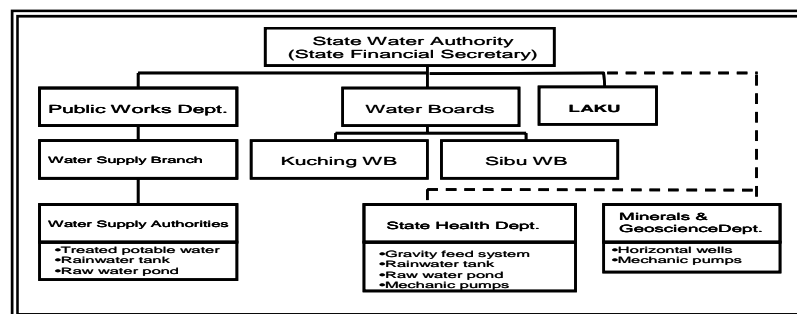 State Water Authority
(State Financial Secretary)
Public Works Dept.
Water Boards
LAKU
Water Supply Branch
Kuching WB
Sibu WB
Water Supply Authorities
•Treated potable water
•Rainwater tank
•Raw water pond
State Health Dept.
•Gravity feed system
•Rainwater tank
•Raw water pond
•Mechanic pumps
Minerals &
GeoscienceDept.
•Horizontal wells
•Mechanic pumps